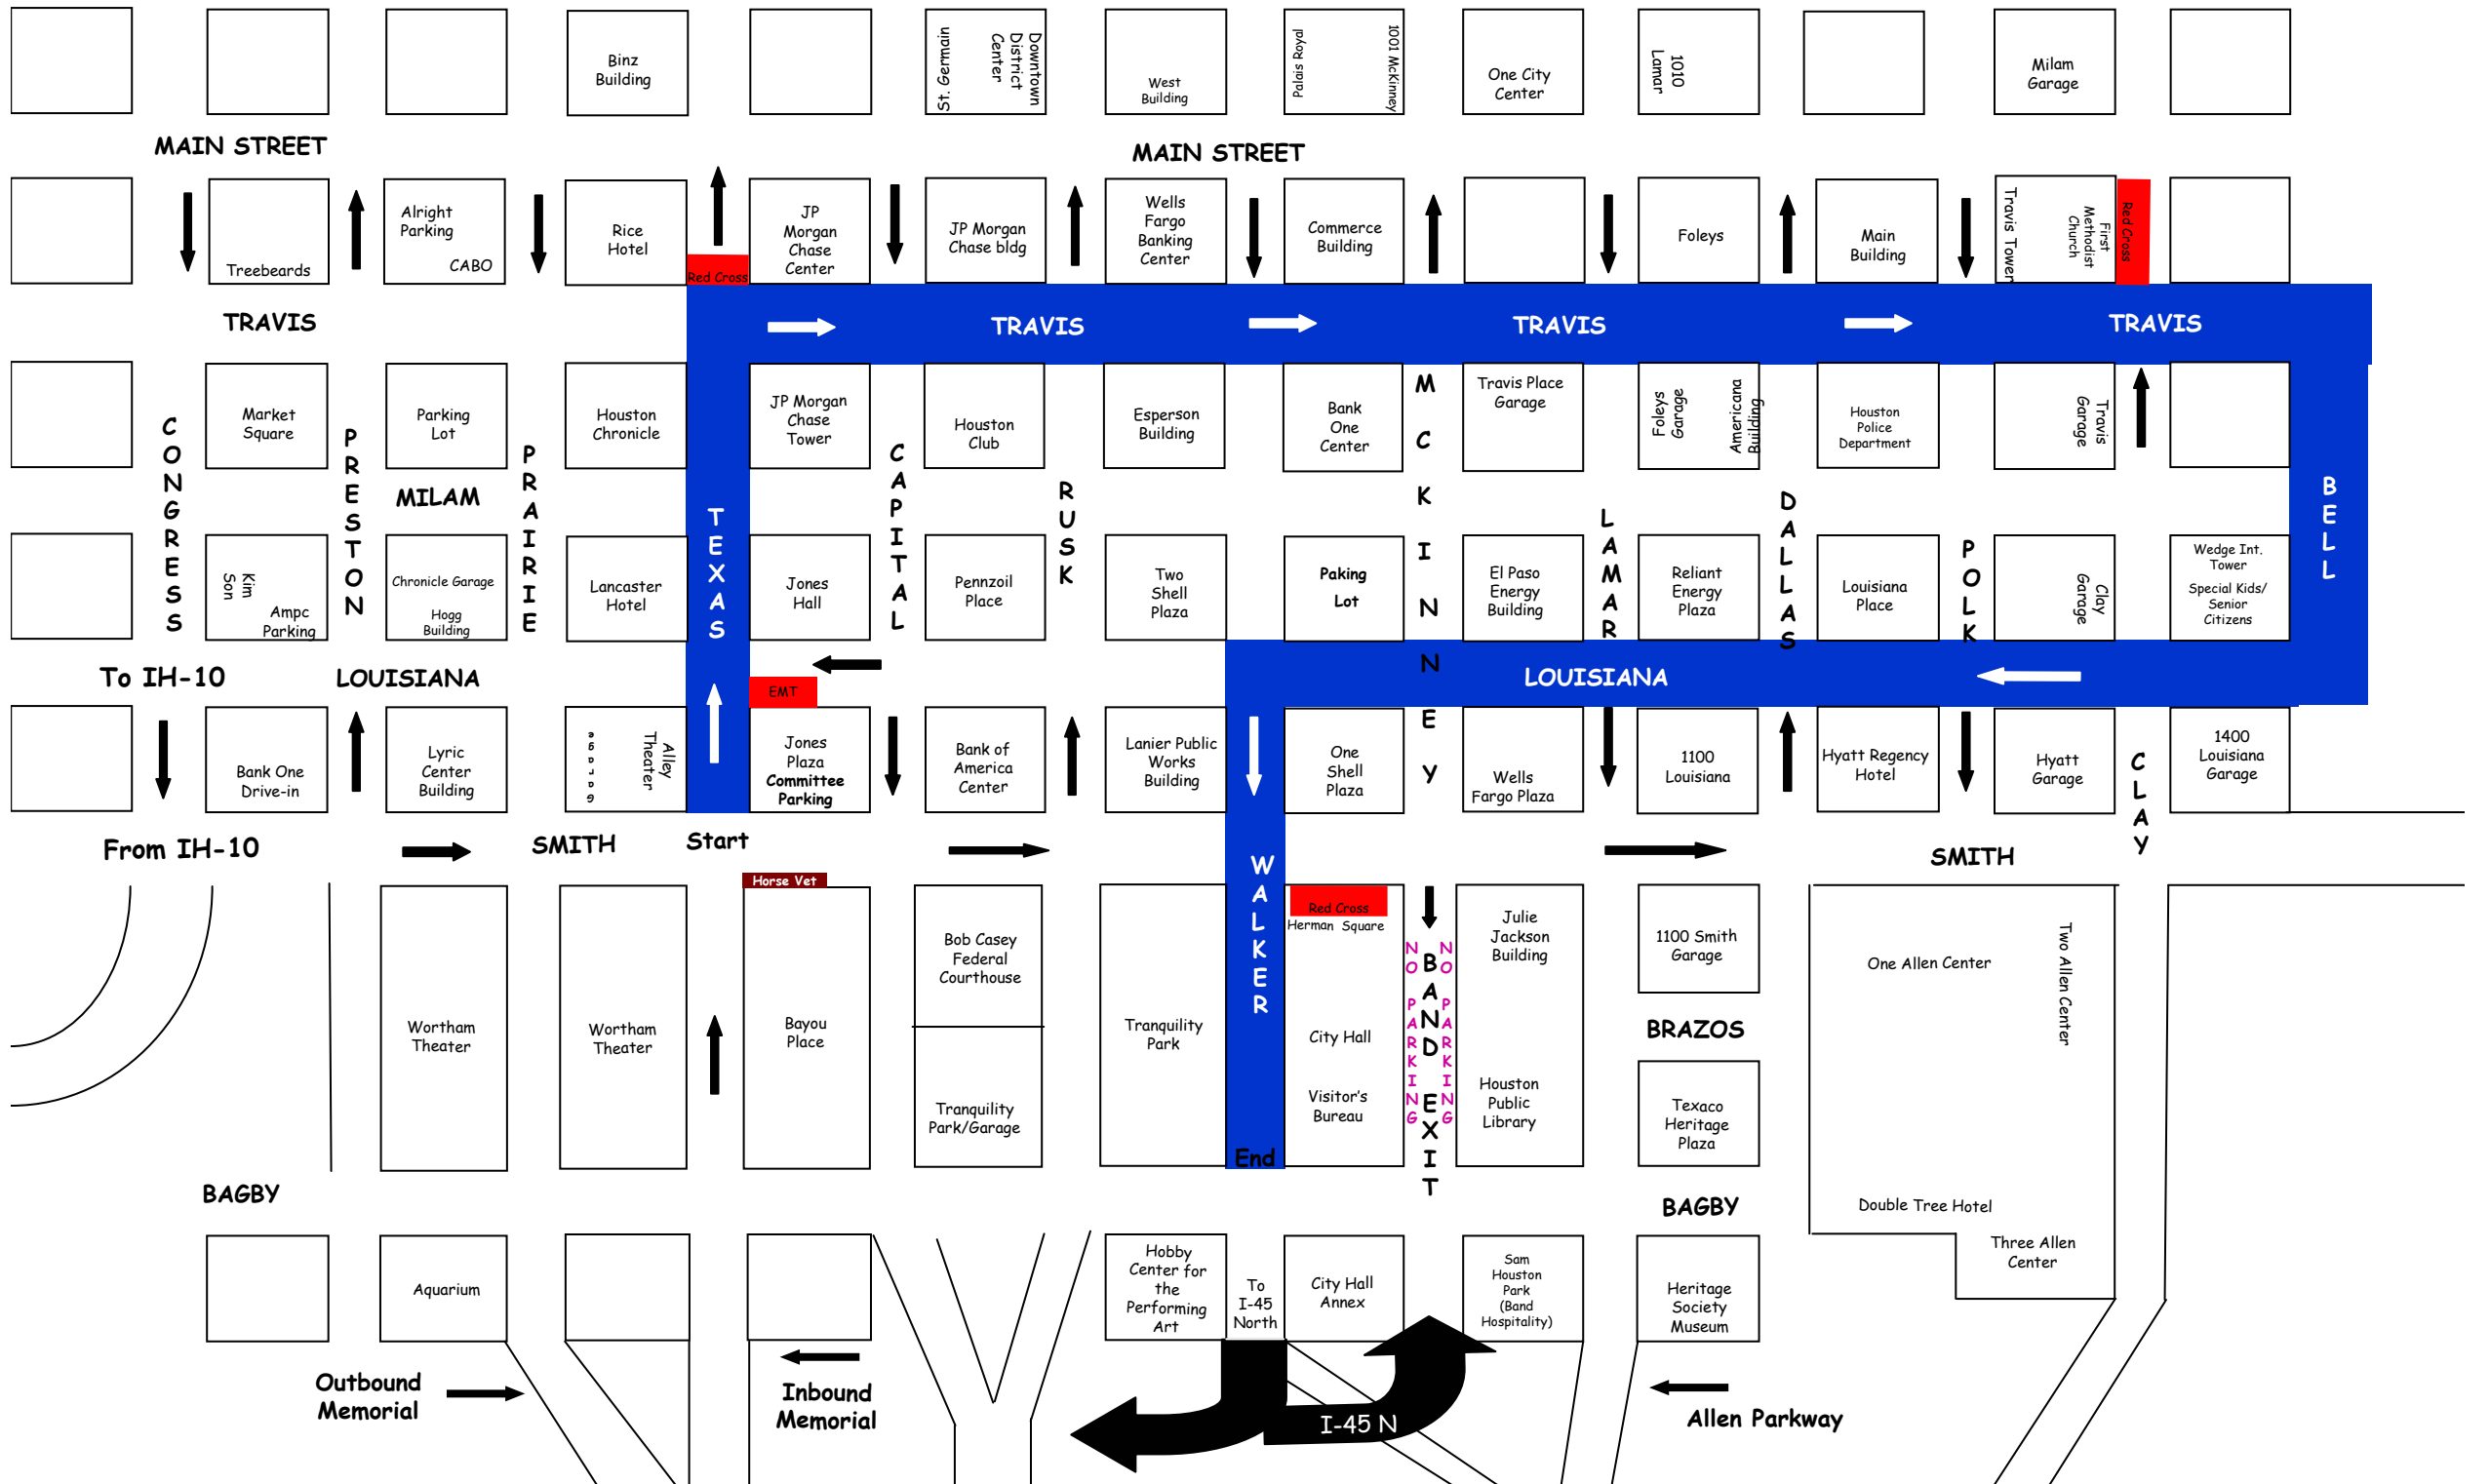 Binz
Building
St. Germain
Downtown
District
Center
West
Building
Palais Royal
1001 McKinney
One City
Center
1010
Lamar
Milam
Garage
MAIN STREET
MAIN STREET
Treebeards
Alright
Parking
CABO
Rice
Hotel
Red Cross
JP
Morgan
Chase
Center
JP Morgan
Chase bldg
Wells
Fargo
Banking
Center
Commerce
Building
Foleys
Main
Building
Travis Tower
First
Methodist
Church
Red Cross
TRAVIS
TRAVIS
TRAVIS
TRAVIS
CONGRESS
Market
Square
PRESTON
Parking
Lot
PRAIRIE
Houston
Chronicle
TEXAS
JP Morgan
Chase
Tower
CAPITAL
Houston
Club
RUSK
Esperson
Building
Bank
One
Center
MCKINNEY
Travis Place
Garage
LAMAR
Foleys
Garage
Americana
Building
DALLAS
Houston
Police
Department
POLK
Travis
Garage
BELL
MILAM
Kim
Son
Ampc
Parking
Chronicle Garage
Hogg
Building
Lancaster
Hotel
Jones
Hall
Pennzoil
Place
Two
Shell
Plaza
Paking
Lot
El Paso
Energy
Building
Reliant
Energy
Plaza
Louisiana
Place
Clay
Garage
Wedge Int.
Tower
Special Kids/
Senior
Citizens
To IH-10
LOUISIANA
EMT
LOUISIANA
Bank One
Drive-in
Lyric
Center
Building
Alley
Theater
Jones
Plaza
Committee
Parking
Bank of
America
Center
Lanier Public
Works
Building
One
Shell
Plaza
Wells
Fargo Plaza
1100
Louisiana
Hyatt Regency
Hotel
Hyatt
Garage
CLAY
1400
Louisiana
Garage
From IH-10
SMITH
Start
SMITH
WALKER
Horse Vet
Red Cross
Herman Square
Wortham
Theater
Wortham
Theater
Bayou
Place
Bob Casey
Federal
Courthouse
Tranquility
Park/Garage
Tranquility
Park
City Hall
Visitor's
Bureau
NO PARKING
BAND EXIT
NO PARKING
Julie
Jackson
Building
Houston
Public
Library
1100 Smith
Garage
BRAZOS
Texaco
Heritage
Plaza
One Allen Center
Two Allen Center
End
BAGBY
BAGBY
Double Tree Hotel
Three Allen
Center
Aquarium
Hobby
Center for
the
Performing
Art
To
I-45
North
City Hall
Annex
Sam
Houston
Park
(Band
Hospitality)
Heritage
Society
Museum
Outbound
Memorial
Inbound
Memorial
I-45 N
Allen Parkway